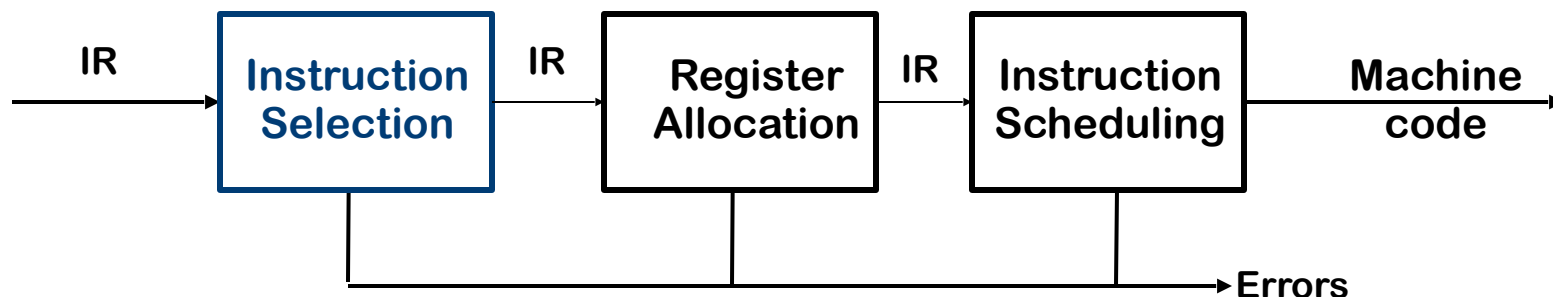 IR
Instruction
Selection
IR
Register
Allocation
IR
Instruction
Scheduling
Machine
code
Errors